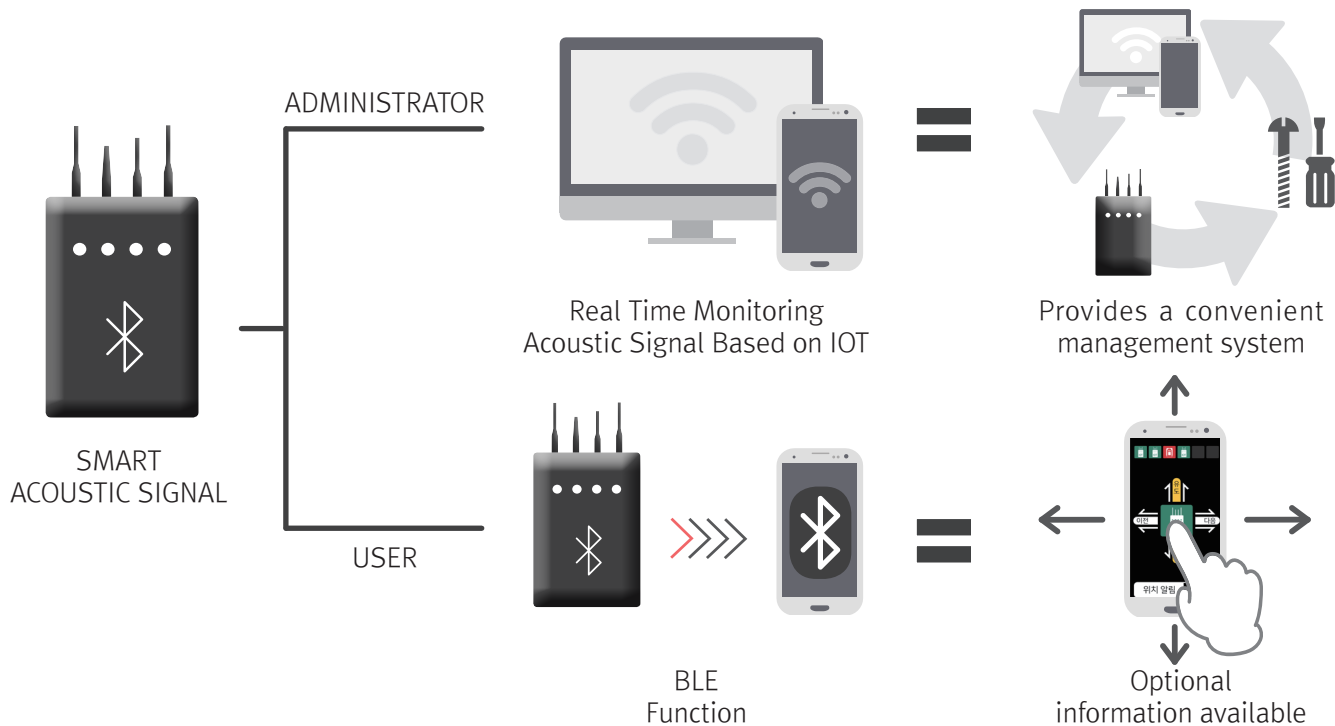 ADMINISTRATOR
Real Time Monitoring
Acoustic Signal Based on IOT
Provides a convenient
management system
SMART
ACOUSTIC SIGNAL
USER
BLE
Function
이전
다음
위치 알림
Optional
information available